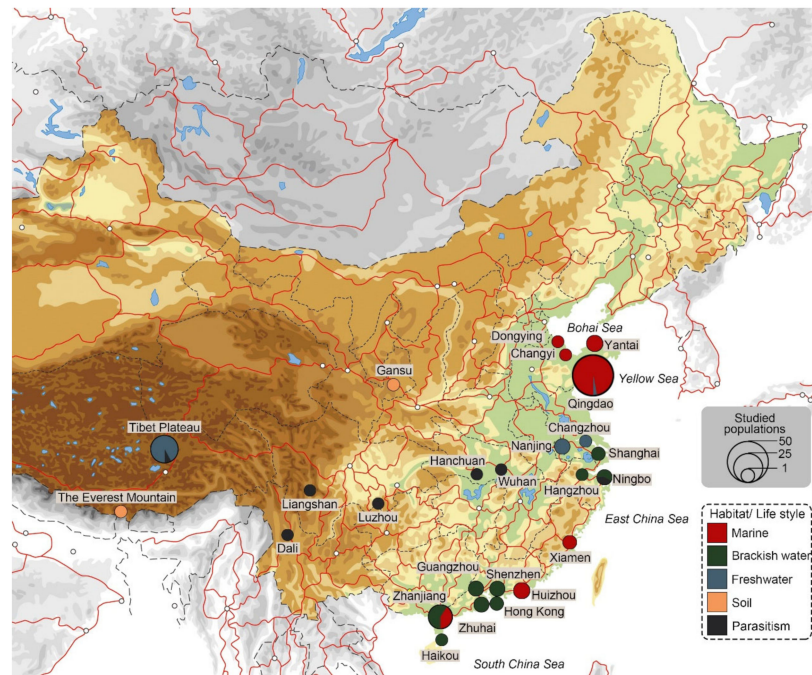 Bohai Sea
Dongying
Yantai
Changyi
Gansu
Yellow Sea
Qingdao
Tibet Plateau
Changzhou
Nanjing
Shanghai
Hanchuan
Wuhan
Hangzhou
Ningbo
The Everest Mountain
Liangshan
Luzhou
East China Sea
Dali
Xiamen
Guangzhou
Shenzhen
Huizhou
Zhanjiang
Hong Kong
Zhuhai
Haikou
South China Sea
Studied
populations
50
25
1
Habitat/ Life style
Marine
Brackish water
Freshwater
Soil
Parasitism